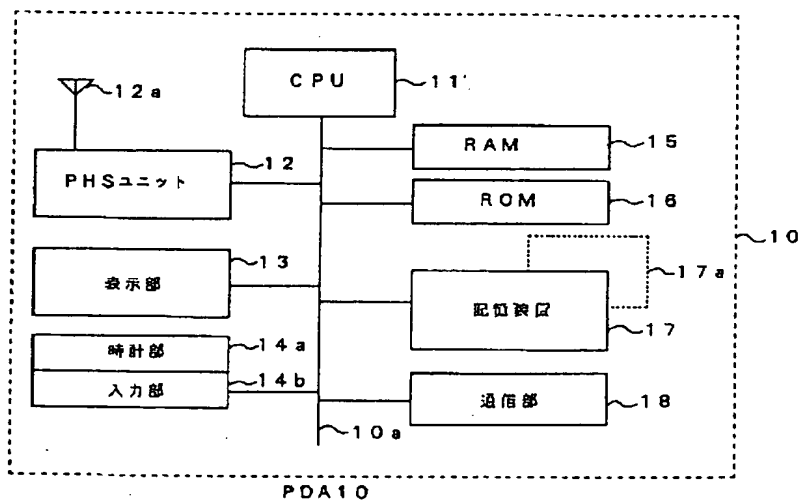 CPU
11
12a
RAM
15
PHSユニット
12
ROM
16
10
表示部
13
17a
記憶装置
17
時計部
14a
入力部
14b
通信部
18
10a
PDA10